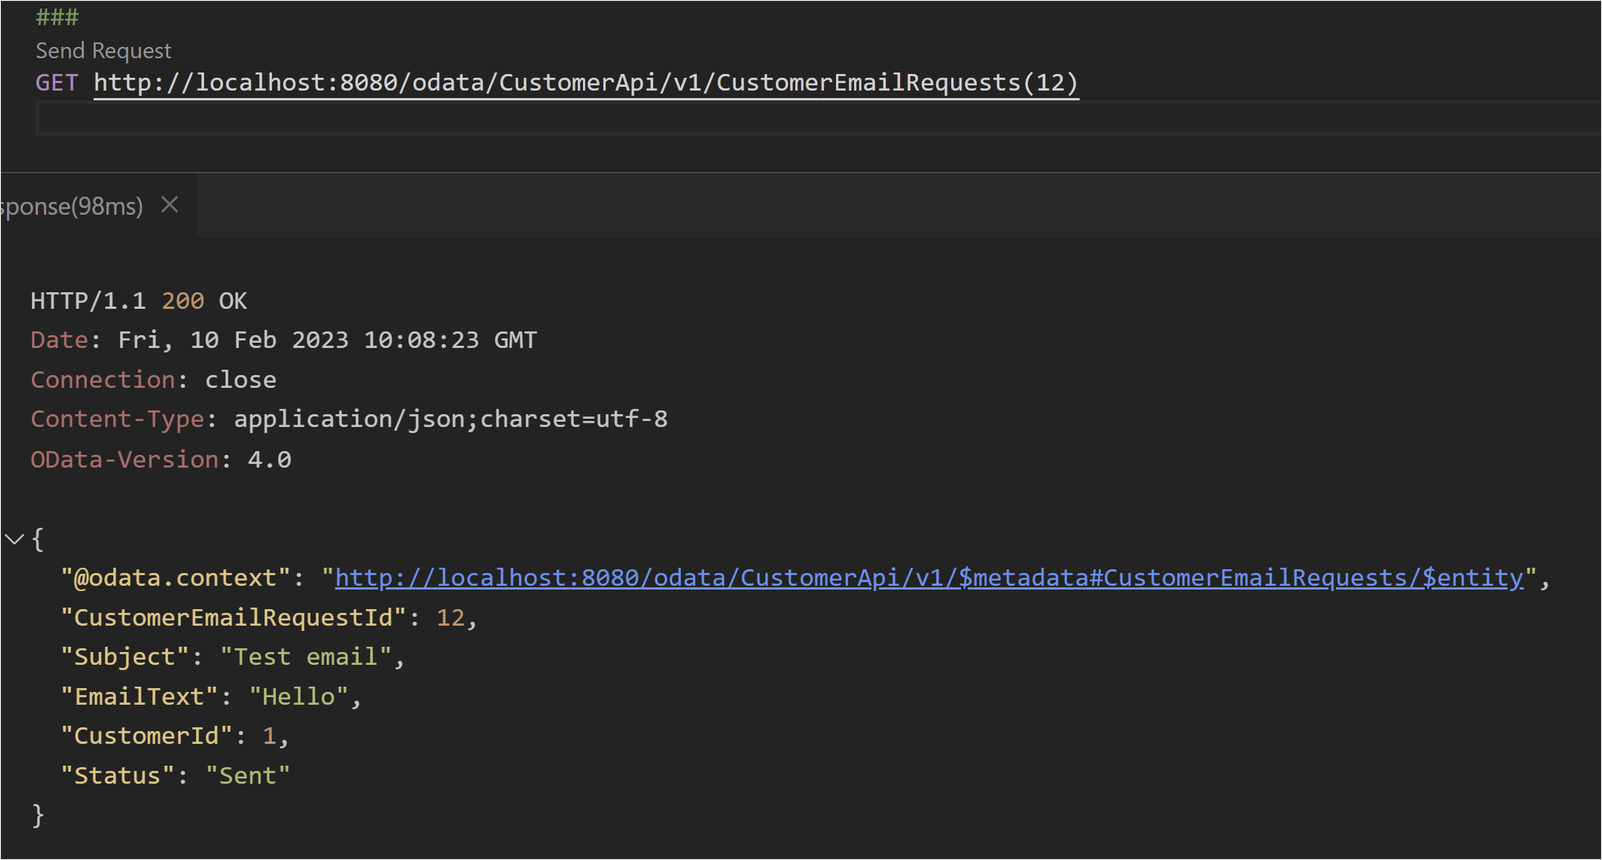 ###
Send Request
GET http://localhost:8080/odata/CustomerApi/v1/CustomerEmailRequests(12)
sponse(98ms)
HTTP/1.1 200 OK
Date: Fri, 10 Feb 2023 10:08:23 GMT
Connection: close
Content-Type: application/json;charset=utf-8
OData-Version: 4.0
{
"@odata.context": "http://localhost:8080/odata/CustomerApi/v1/$metadata#CustomerEmailRequests/$entity",
"CustomerEmailRequestId": 12,
"Subject": "Test email",
"EmailText": "Hello",
"CustomerId": 1,
"Status": "Sent"
}